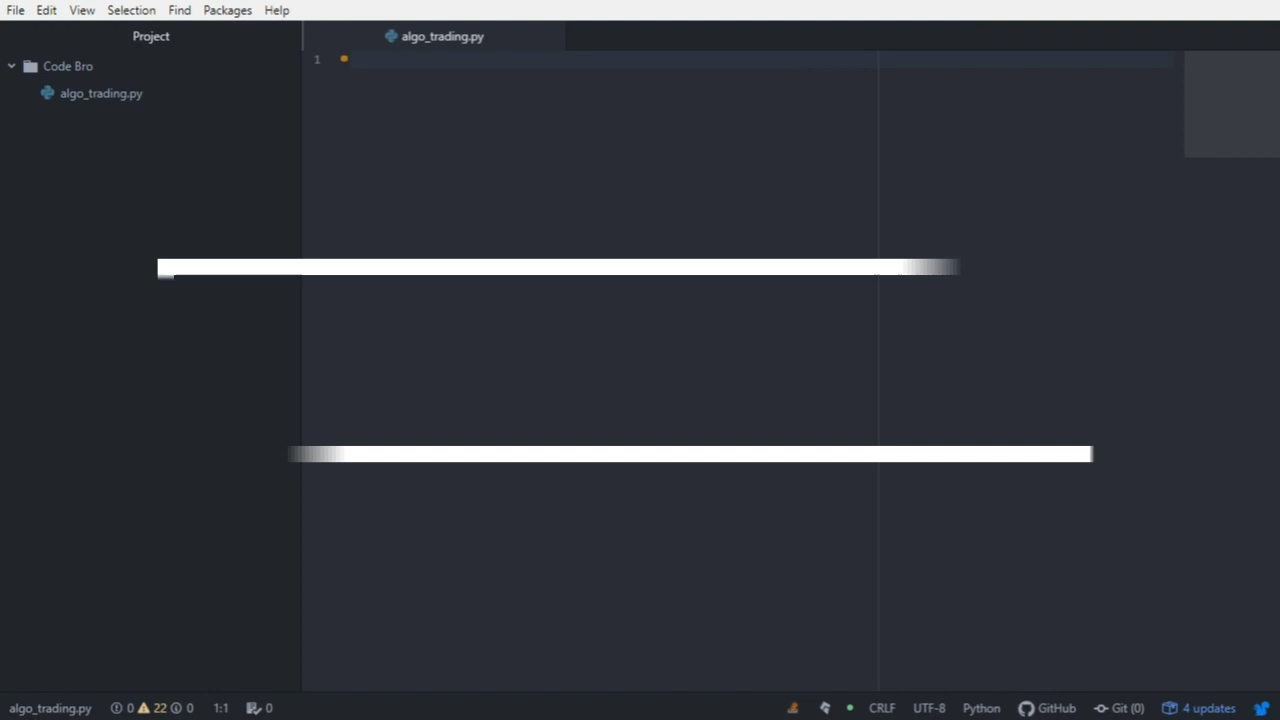 File Edit View Selection Find Packages Help
Project
algo_trading.py
Code Bro
1
algo_trading.py
algo_trading.py 0 22 0 1:1 0 CRLF UTF-8 Python GitHub Git (0) 4 updates